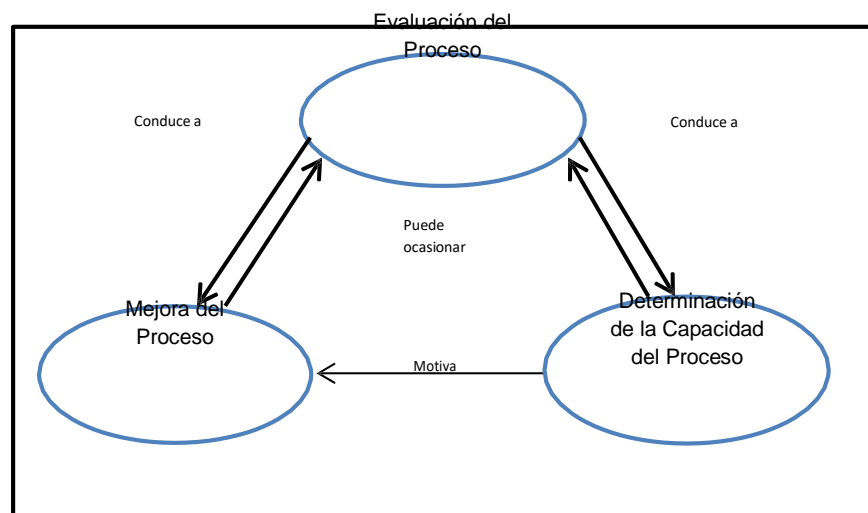 Evaluación del
Proceso
Conduce a
Conduce a
Puede
ocasionar
Mejora del
Proceso
Determinación
de la Capacidad
del Proceso
Motiva